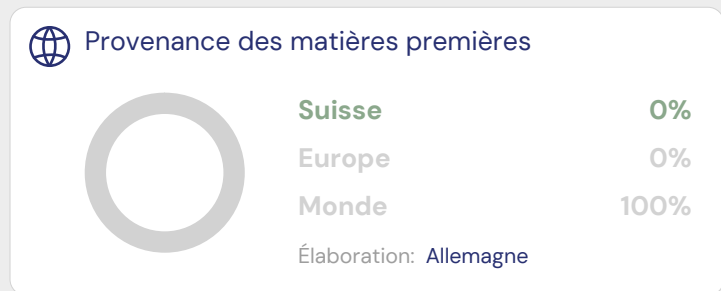 Provenance des matières premières
Suisse 0%
Europe 0%
Monde 100%
Élaboration: Allemagne